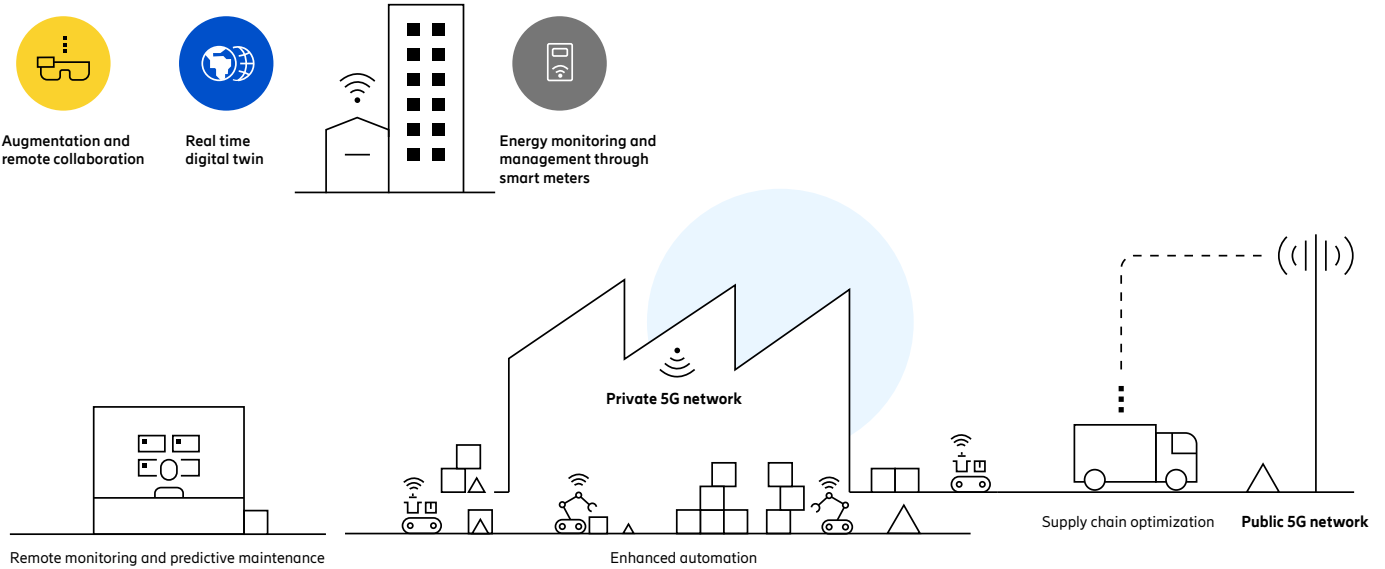 Augmentation and
remote collaboration
Real time
digital twin
Energy monitoring and
management through
smart meters
Private 5G network
Supply chain optimization
Public 5G network
Remote monitoring and predictive maintenance
Enhanced automation